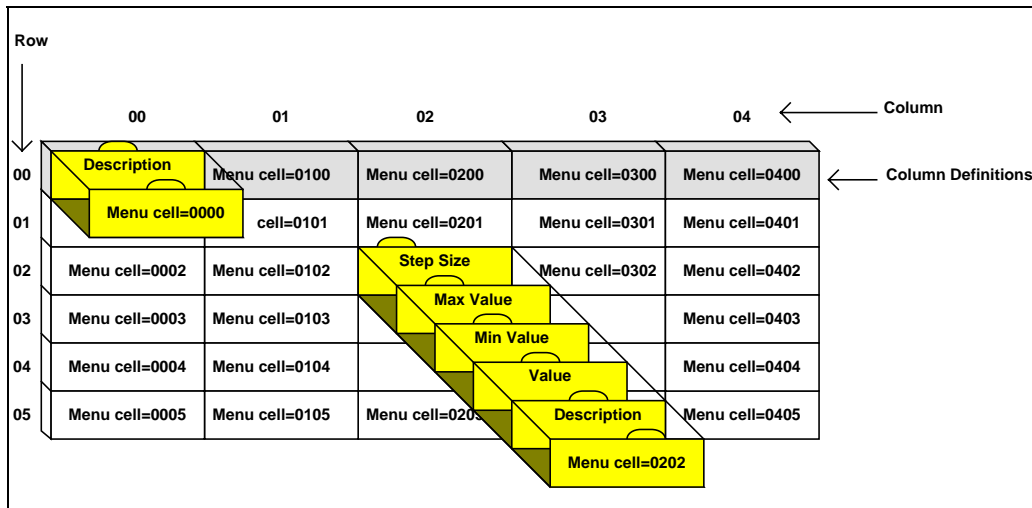 Row
Column
00 01 02 03 04
Column Definitions
00 Description Menu cell=0100 Menu cell=0200 Menu cell=0300 Menu cell=0400
Menu cell=0000
01 cell=0101 Menu cell=0201 Menu cell=0301 Menu cell=0401
02 Menu cell=0002 Menu cell=0102 Step Size Menu cell=0302 Menu cell=0402
Max Value
03 Menu cell=0003 Menu cell=0103 Menu cell=0403
Min Value
04 Menu cell=0004 Menu cell=0104 Value Menu cell=0404
05 Menu cell=0005 Menu cell=0105 Menu Description Menu cell=0405
Menu cell=0202